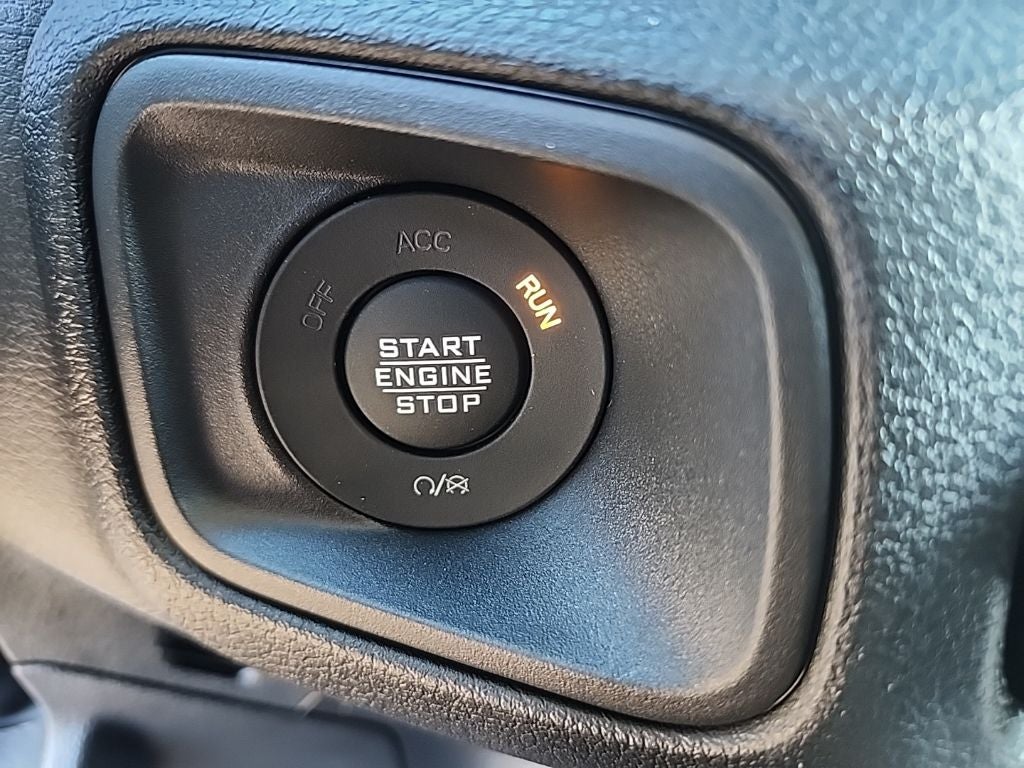 ACC
OFF
RUN
START
ENGINE
STOP